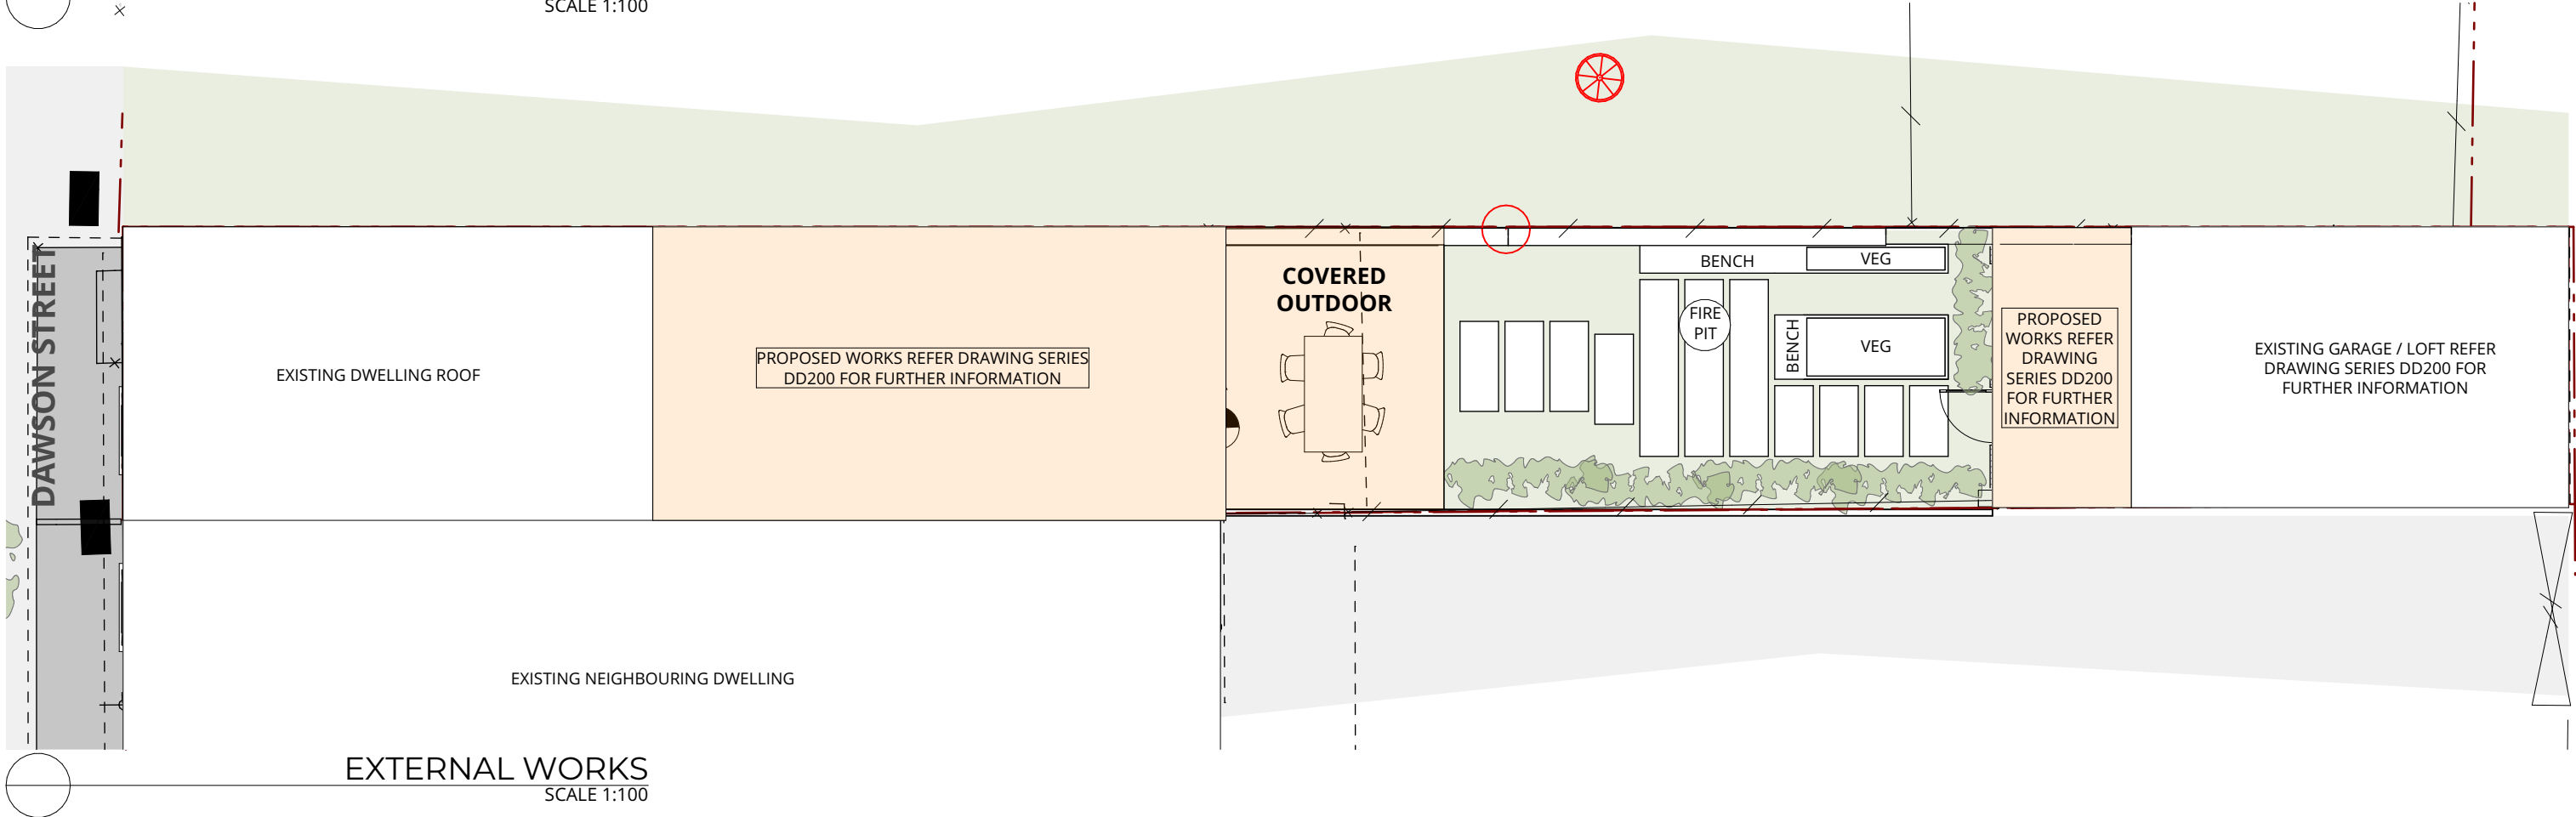 SCALE 1:100
DAWSON STREET
EXISTING DWELLING ROOF
PROPOSED WORKS REFER DRAWING SERIES
DD200 FOR FURTHER INFORMATION
COVERED
OUTDOOR
BENCH
VEG
FIRE
PIT
BENCH
VEG
PROPOSED
WORKS REFER
DRAWING
SERIES DD200
FOR FURTHER
INFORMATION
EXISTING GARAGE / LOFT REFER
DRAWING SERIES DD200 FOR
FURTHER INFORMATION
EXISTING NEIGHBOURING DWELLING
EXTERNAL WORKS
SCALE 1:100